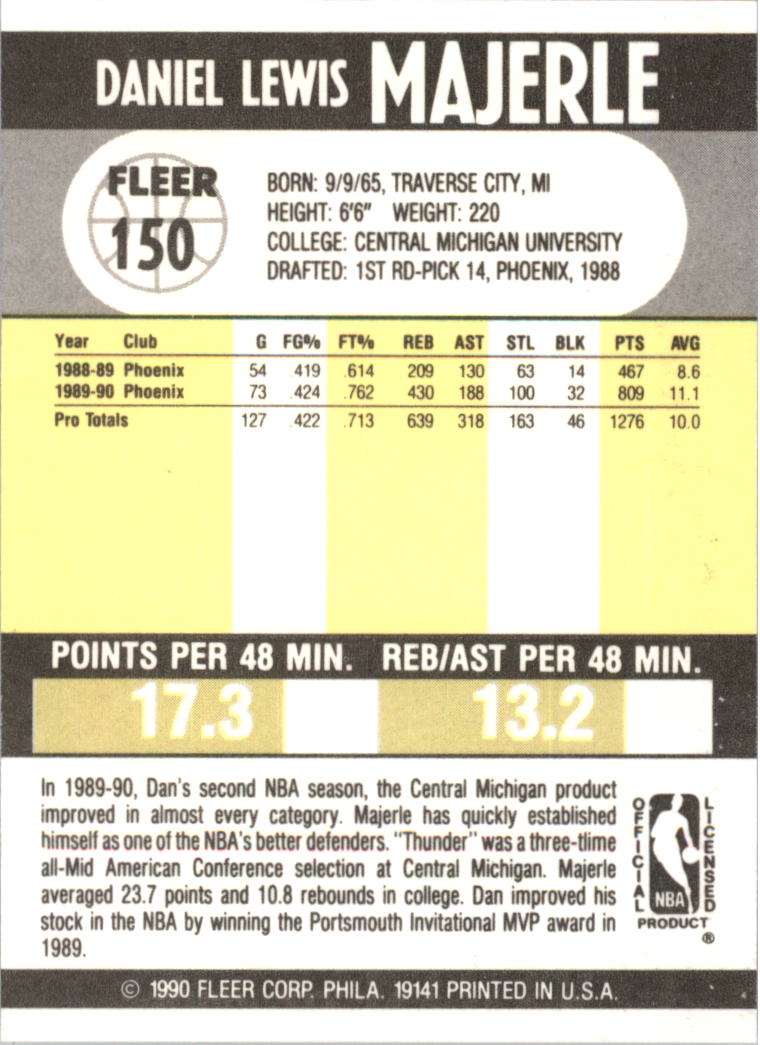 DANIEL LEWIS MAJERLE
FLEER
150
BORN: 9/9/65, TRAVERSE CITY, MI
HEIGHT: 6'6" WEIGHT: 220
COLLEGE: CENTRAL MICHIGAN UNIVERSITY
DRAFTED: 1ST RD-PICK 14, PHOENIX, 1988
Year Club G FG% FT% REB AST STL BLK PTS AVG
1988-89 Phoenix 54 .419 .614 209 130 63 14 467 8.6
1989-90 Phoenix 73 .424 .762 430 188 100 32 809 11.1
Pro Totals 127 .422 .713 639 318 163 46 1276 10.0
POINTS PER 48 MIN. REB/AST PER 48 MIN.
17.3 13.2
In 1989-90, Dan's second NBA season, the Central Michigan product
improved in almost every category. Majerle has quickly established
himself as one of the NBA's better defenders. "Thunder" was a three-tlime
all-Mid American Conference selection at Central Michigan. Majerle
averaged 23.7 points and 10.8 rebounds in college. Dan improved his
stock in the NBA by winning the Portsmouth Invitational MVP award in
1989.
OFFICIAL
LICENSED
NBA
PRODUCT
®
© 1990 FLEER CORP. PHILA. 19141 PRINTED IN U.S.A.